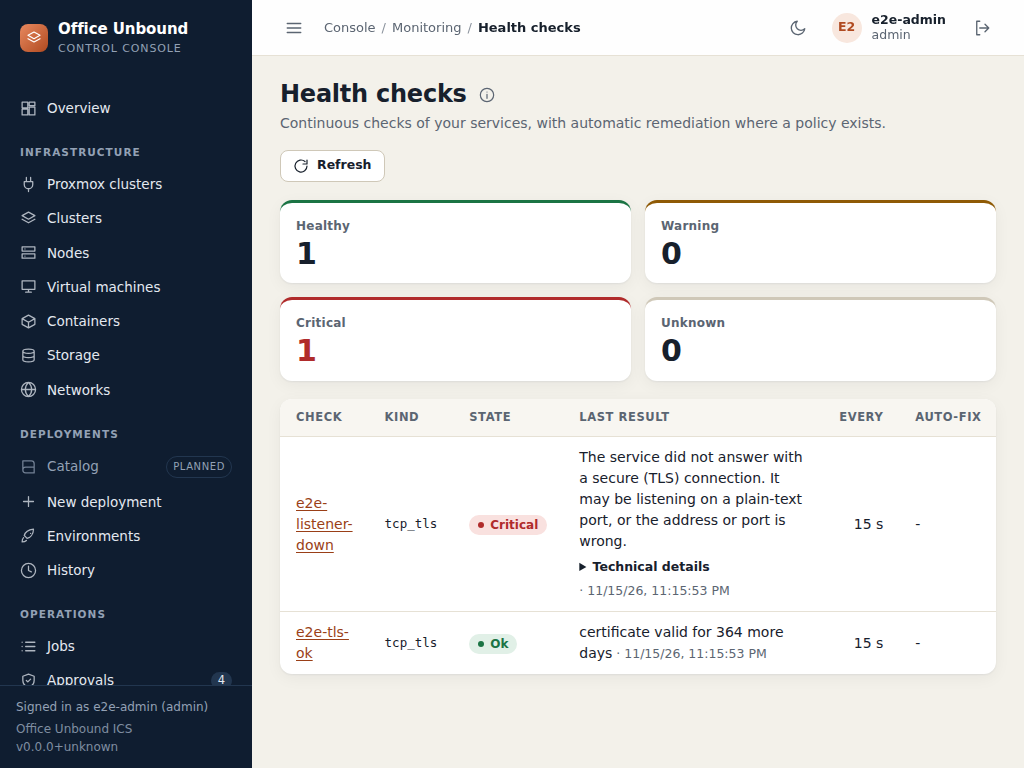 Office Unbound
CONTROL CONSOLE
Overview
INFRASTRUCTURE
Proxmox clusters
Clusters
Nodes
Virtual machines
Containers
Storage
Networks
DEPLOYMENTS
Catalog PLANNED
New deployment
Environments
History
OPERATIONS
Jobs
Approvals 4
Signed in as e2e-admin (admin)
Office Unbound ICS
v0.0.0+unknown
Console / Monitoring / Health checks
E2
e2e-admin
admin
Health checks
Continuous checks of your services, with automatic remediation where a policy exists.
Refresh
Healthy
1
Warning
0
Critical
1
Unknown
0
CHECK KIND STATE LAST RESULT EVERY AUTO-FIX
e2e-
listener-
down
tcp_tls
Critical
The service did not answer with
a secure (TLS) connection. It
may be listening on a plain-text
port, or the address or port is
wrong.
Technical details
· 11/15/26, 11:15:53 PM
15 s
-
e2e-tls-
ok
tcp_tls
Ok
certificate valid for 364 more
days · 11/15/26, 11:15:53 PM
15 s
-